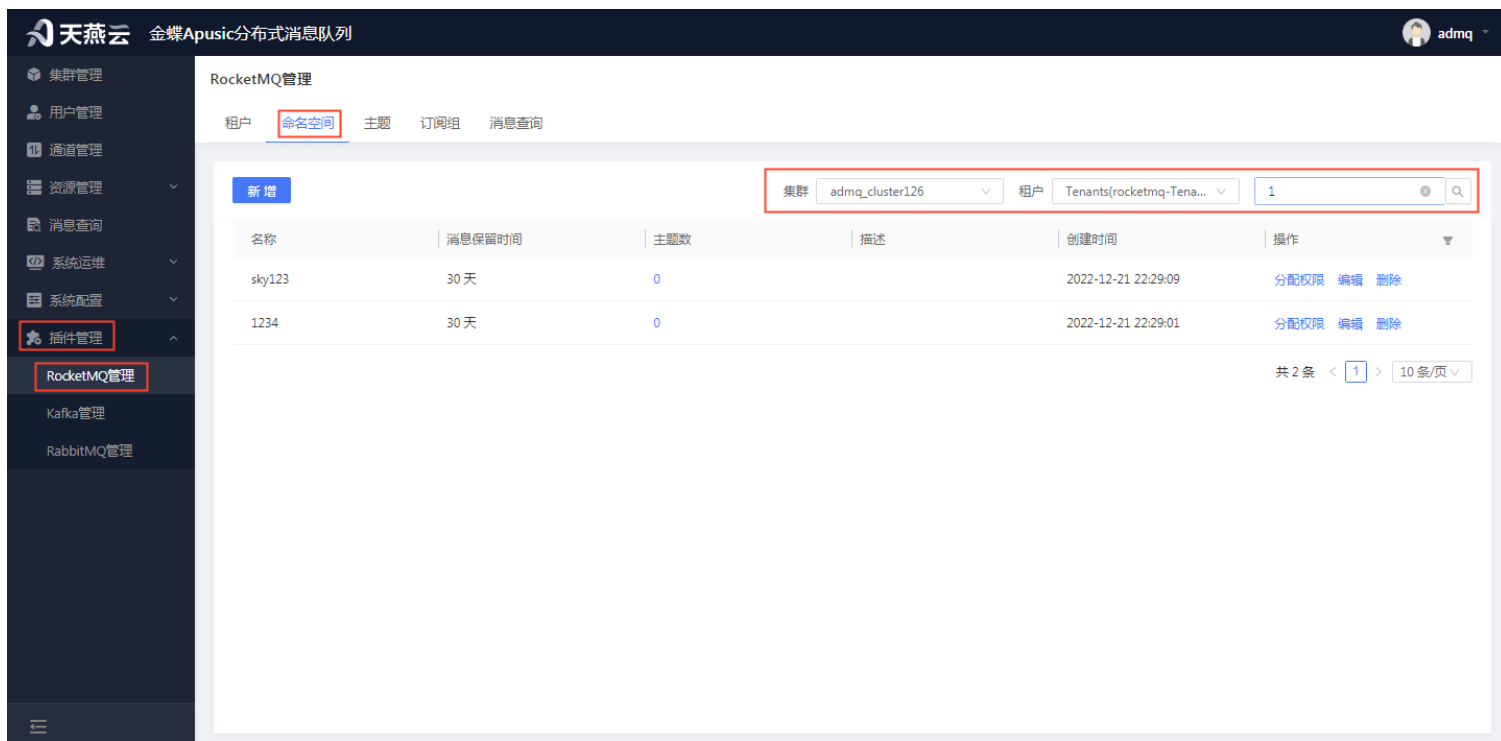 天燕云 金蝶Apusic分布式消息队列 admq
集群管理
用户管理
通道管理
资源管理
消息查询
系统运维
系统配置
插件管理
RocketMQ管理
Kafka管理
RabbitMQ管理
RocketMQ管理
租户 命名空间 主题 订阅组 消息查询
新增 集群 admq_cluster126 租户 Tenants(rocketmq-Tena... 1
名称 消息保留时间 主题数 描述 创建时间 操作
sky123 30 天 0 2022-12-21 22:29:09 分配权限 编辑 删除
1234 30 天 0 2022-12-21 22:29:01 分配权限 编辑 删除
共 2 条 < 1 > 10 条/页